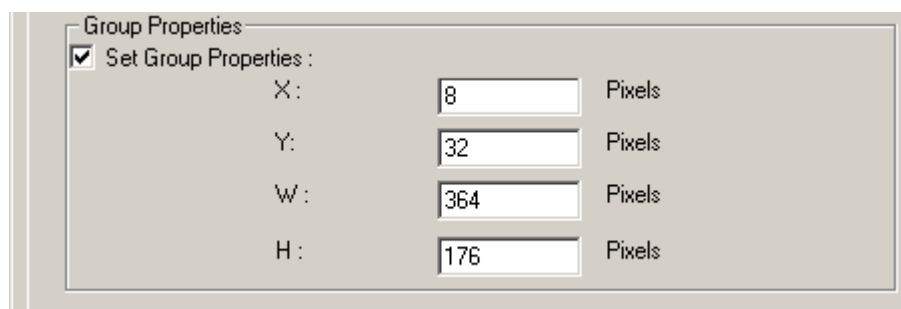 Group Properties
Set Group Properties :
X : 8 Pixels
Y: 32 Pixels
W : 364 Pixels
H : 176 Pixels